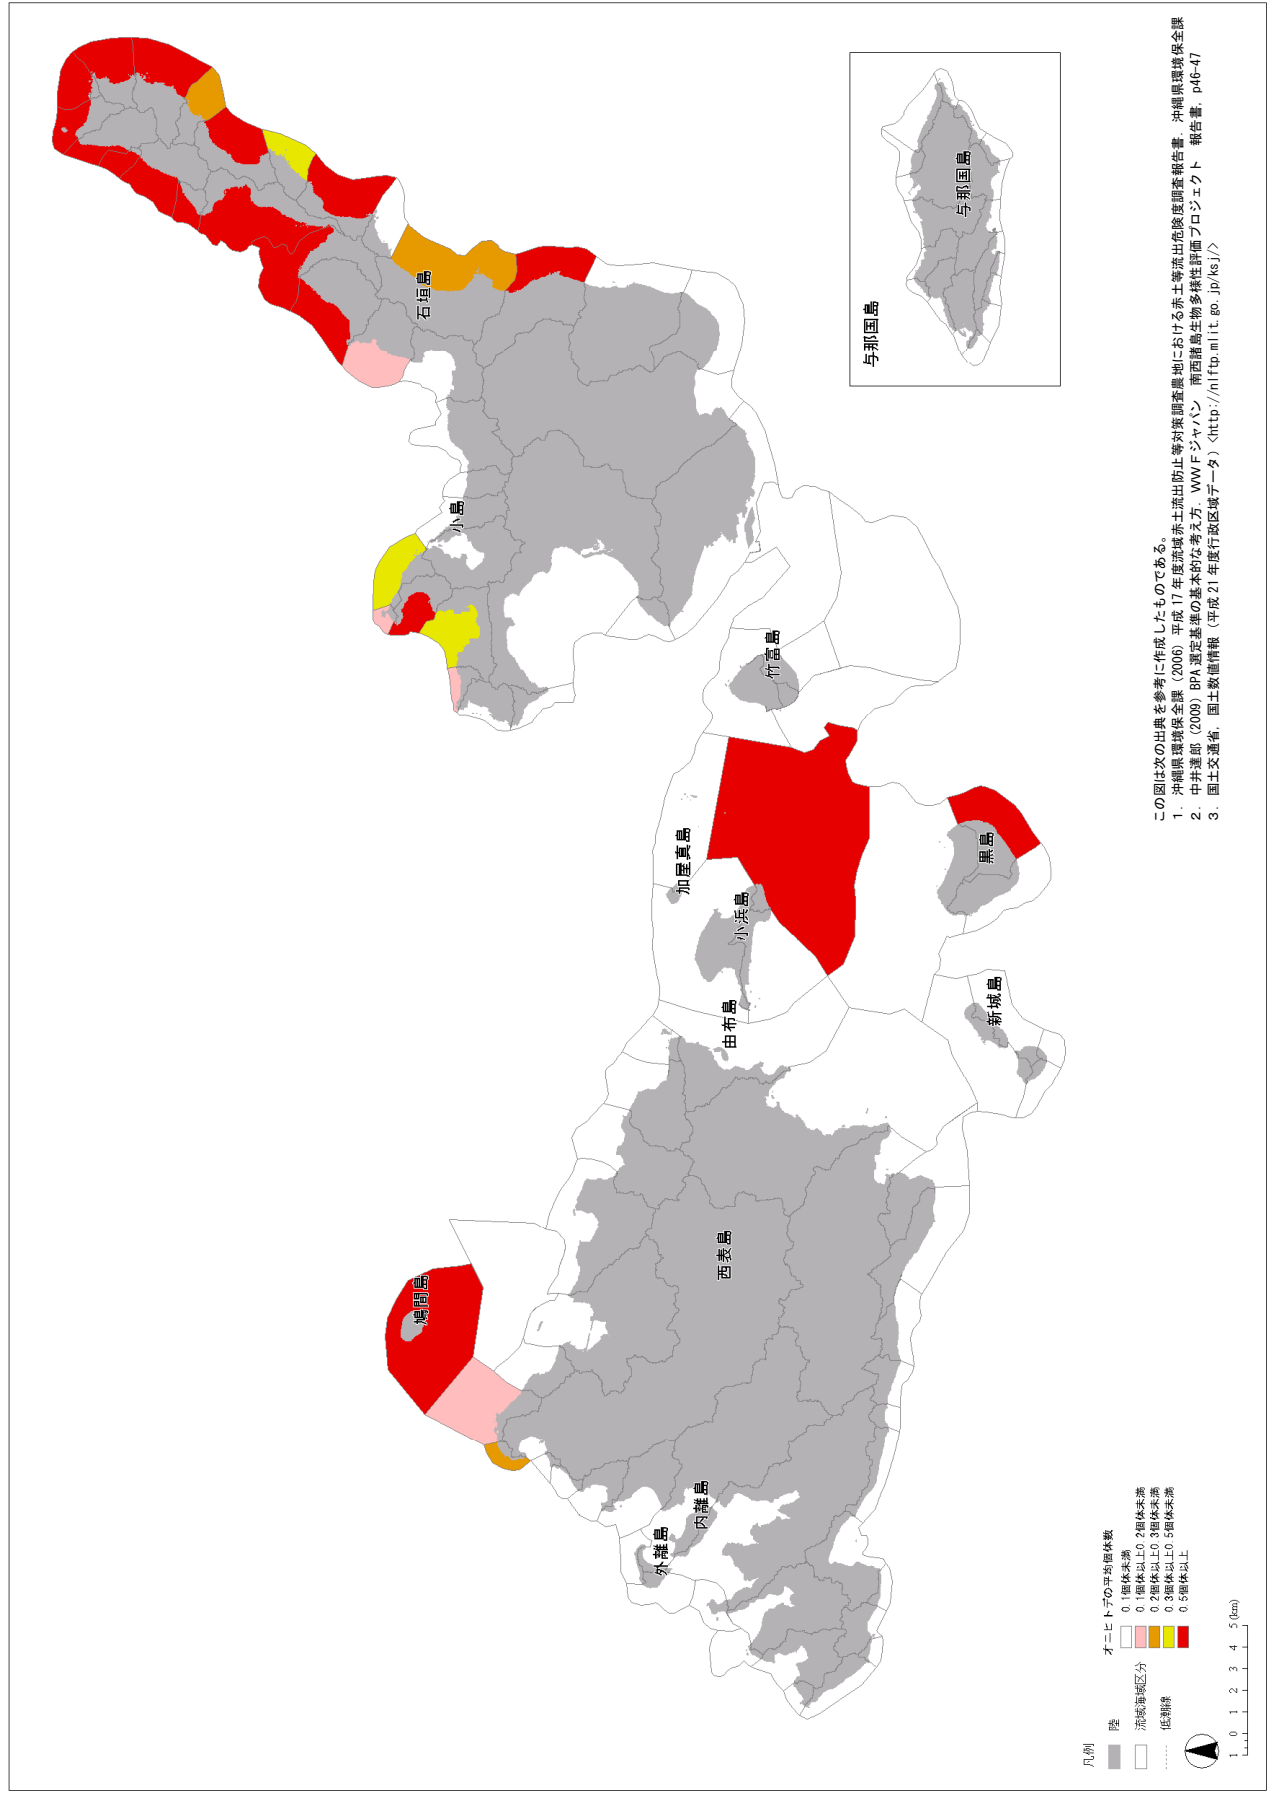 石垣島
小島
竹富島
加屋真島
小浜島
由布島
黒島
新城島
鳩間島
西表島
外離島
内離島
与那国島
与那国島
この図は次の出典を参考に作成したものである。
1. 沖縄県環境保全課 (2006) 平成17年度流域赤土流出防止等対策調査農地における赤土等流出危険度調査報告書. 沖縄県環境保全課
2. 中井達郎 (2009) BPA選定基準の基本的な考え方. WWFジャパン 南西諸島生物多様性評価プロジェクト 報告書, p46-47
3. 国土交通省, 国土数値情報 (平成21年度行政区域データ) <http://nlftp.mlit.go.jp/ksj/>
凡例
陸
流域海域区分
低潮線
オニヒトデの平均個体数
0.1個体未満
0.1個体以上0.2個体未満
0.2個体以上0.3個体未満
0.3個体以上0.5個体未満
0.5個体以上
1 0 1 2 3 4 5 (km)